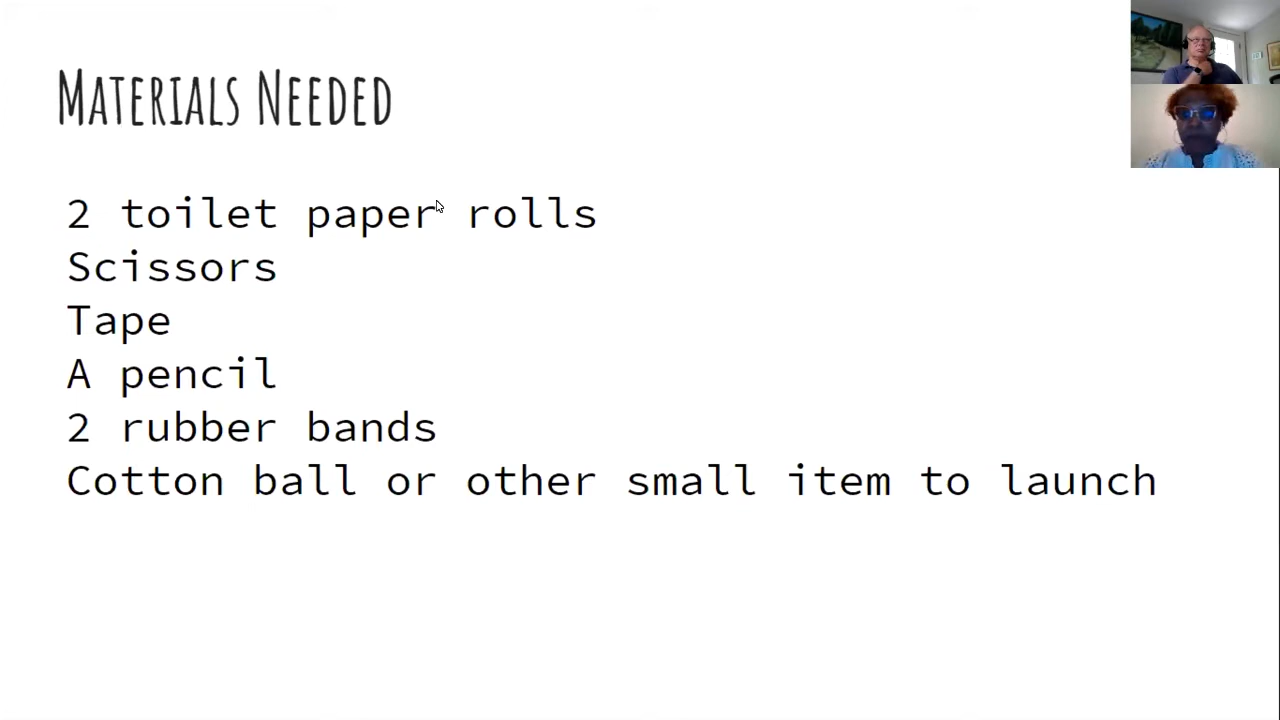 Materials Needed
2 toilet paper rolls
Scissors
Tape
A pencil
2 rubber bands
Cotton ball or other small item to launch